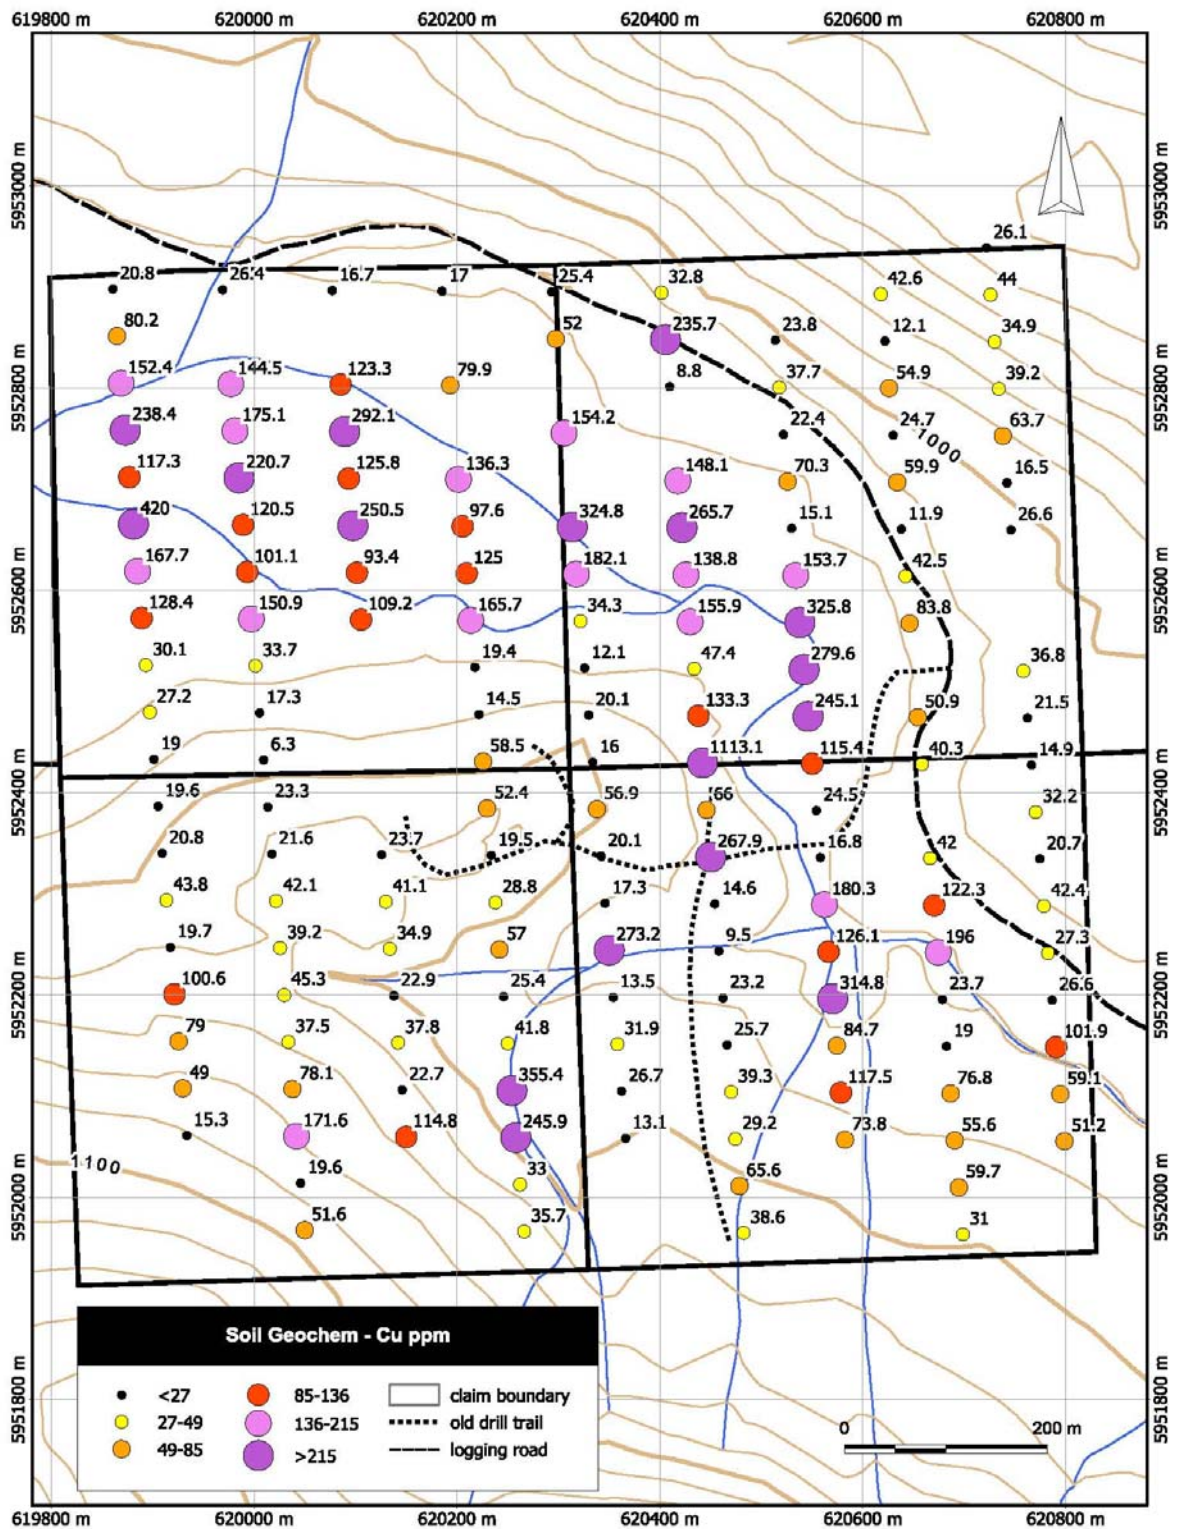 619800 m 620000 m 620200 m 620400 m 620600 m 620800 m
5953000 m 5953000 m
26.1
20.8 26.4 16.7 17 25.4 32.8 42.6 44
80.2 52 235.7 23.8 12.1 34.9
152.4 144.5 123.3 79.9 8.8 37.7 54.9 39.2
5952800 m 5952800 m
238.4 175.1 292.1 154.2 22.4 24.7 63.7
1000
117.3 220.7 125.8 136.3 148.1 70.3 59.9 16.5
420 120.5 250.5 97.6 324.8 265.7 15.1 11.9 26.6
167.7 101.1 93.4 125 182.1 138.8 153.7 42.5
5952600 m 5952600 m
128.4 150.9 109.2 165.7 34.3 155.9 325.8 83.8
30.1 33.7 19.4 12.1 47.4 279.6 36.8
27.2 17.3 14.5 20.1 133.3 245.1 50.9 21.5
19 6.3 58.5 16 1113.1 115.4 40.3 14.9
5952400 m 5952400 m
19.6 23.3 52.4 56.9 66 24.5 32.2
20.8 21.6 23.7 19.5 20.1 267.9 16.8 42 20.7
43.8 42.1 41.1 28.8 17.3 14.6 180.3 122.3 42.4
19.7 39.2 34.9 57 273.2 9.5 126.1 196 27.3
100.6 45.3 22.9 25.4 13.5 23.2 314.8 23.7 26.6
5952200 m 5952200 m
79 37.5 37.8 41.8 31.9 25.7 84.7 19 101.9
49 78.1 22.7 355.4 26.7 39.3 117.5 76.8 59.1
15.3 171.6 114.8 245.9 13.1 29.2 73.8 55.6 51.2
1100
19.6 33 65.6 59.7
5952000 m 5952000 m
51.6 35.7 38.6 31
Soil Geochem - Cu ppm
<27 85-136 claim boundary
27-49 136-215 old drill trail
49-85 >215 logging road
0 200 m
5951800 m 5951800 m
619800 m 620000 m 620200 m 620400 m 620600 m 620800 m